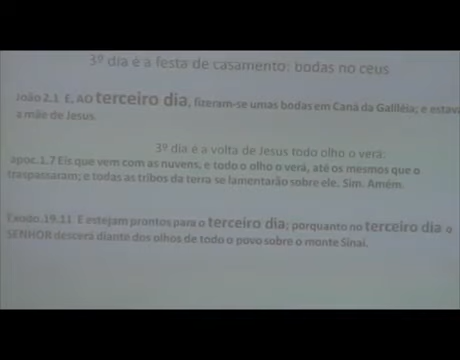 3º dia é a festa de casamento: bodas no ceus
João 2.1 E, AO terceiro dia, fizeram-se umas bodas em Caná da Galiléia; e estava
a mãe de Jesus.
3º dia é a volta de Jesus todo olho o verá:
apoc.1.7 Eis que vem com as nuvens, e todo o olho o verá, até os mesmos que o
traspassaram; e todas as tribos da terra se lamentarão sobre ele. Sim. Amém.
Êxodo .19.11 E estejam prontos para o terceiro dia; porquanto no terceiro dia o
SENHOR descerá diante dos olhos de todo o povo sobre o monte Sinai.